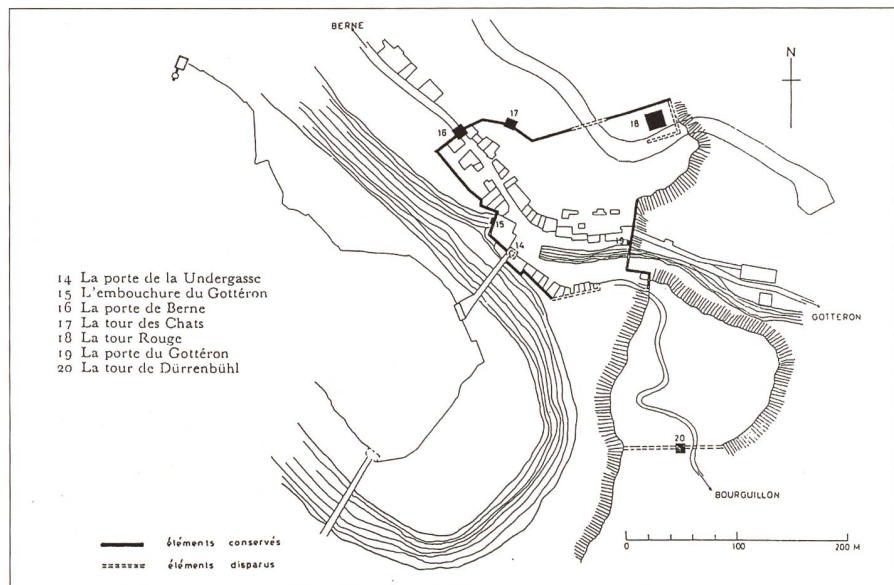 BERNE
N
17
18
16
15
14
19
14 La porte de la Undergasse
15 L'embouchure du Gottéron
16 La porte de Berne
17 La tour des Chats
18 La tour Rouge
19 La porte du Gottéron
20 La tour de Dürrenbühl
GOTTERON
20
BOURGUILLON
éléments conservés
éléments disparus
0 100 200 M